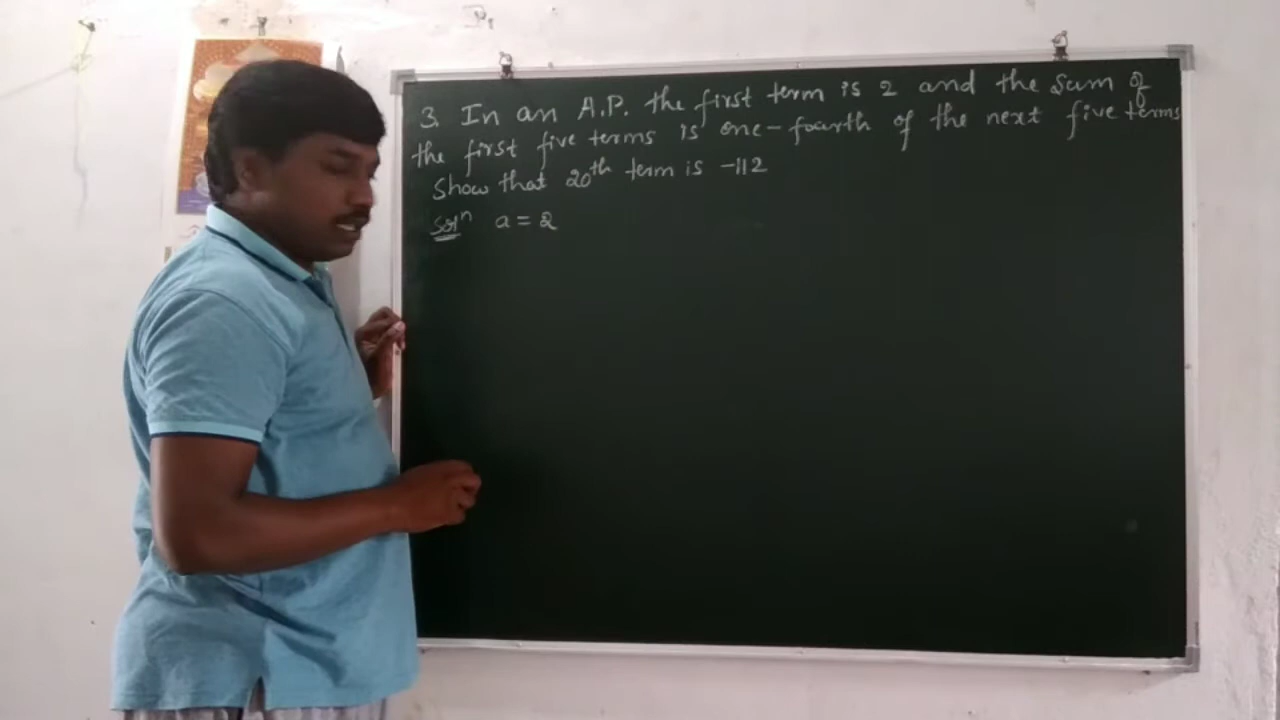 3. In an A.P. the first term is 2 and the sum of
the first five terms is one-fourth of the next five terms
Show that 20th term is -112
Soln a = 2